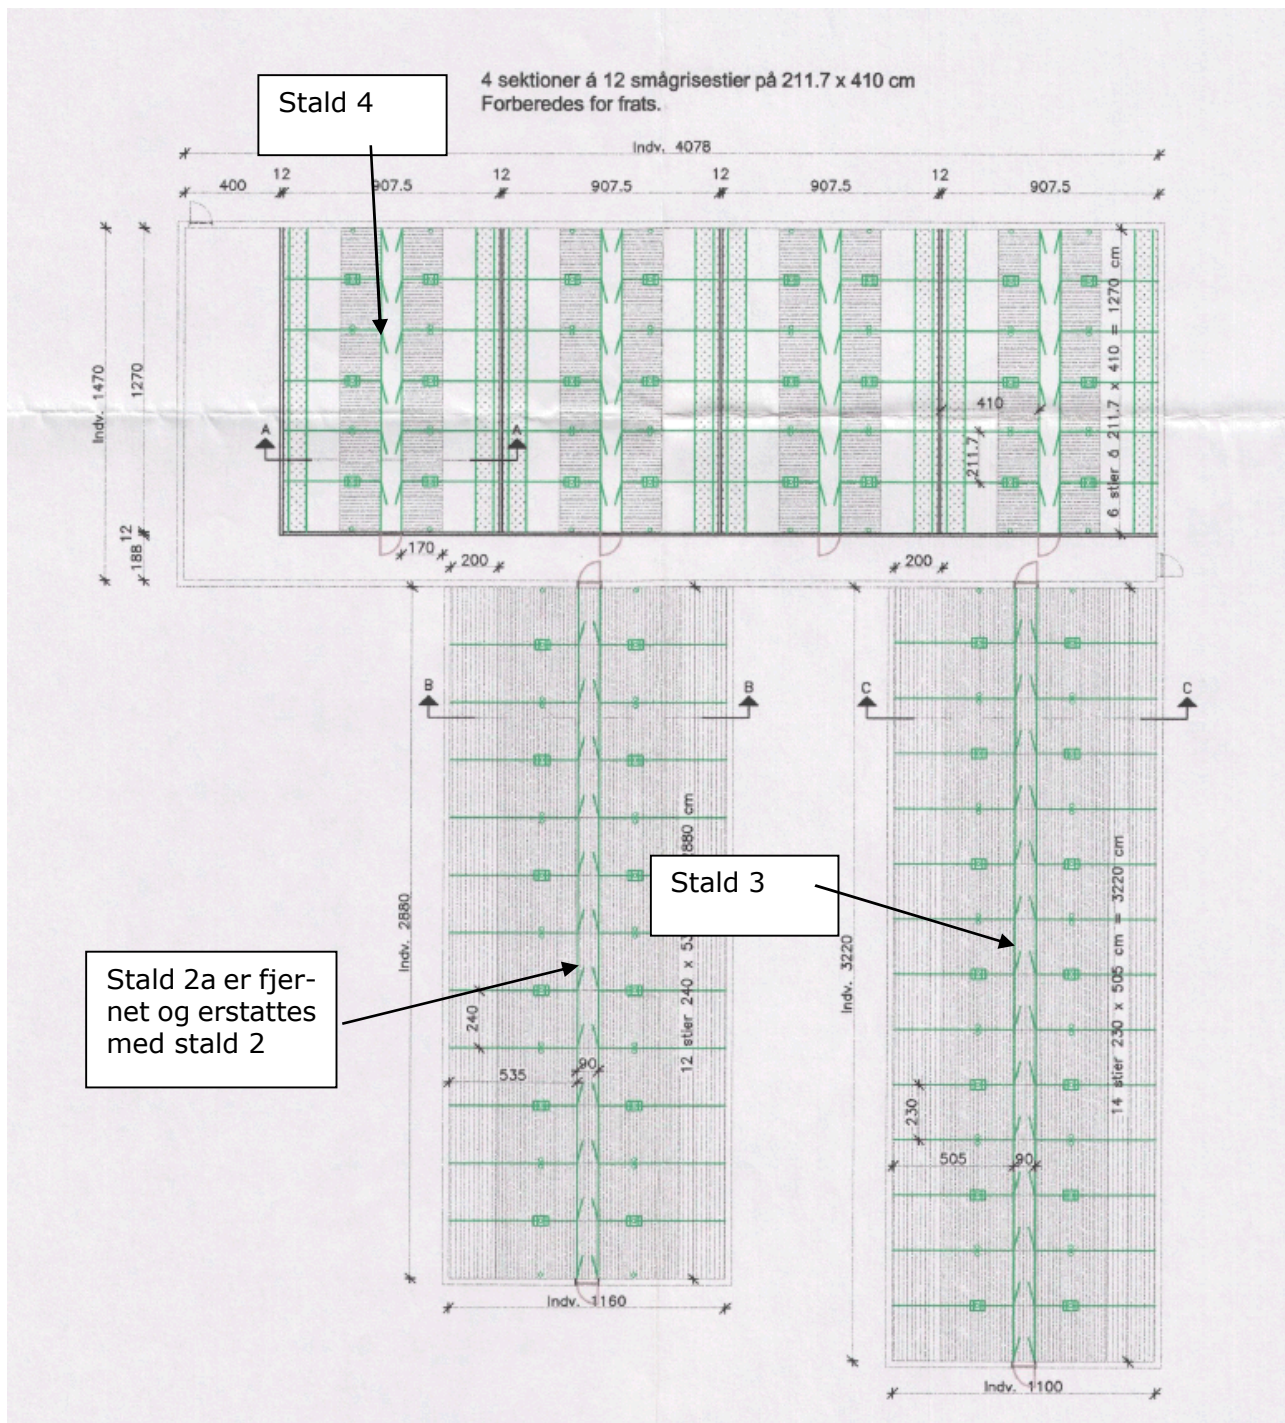 Stald 4
4 sektioner á 12 smågrisestier på 211.7 x 410 cm
Forberedes for frats.
Indv. 4078
400
12
907.5
12
907.5
12
907.5
12
907.5
Indv. 1470
1270
12
188
A
A
410
211.7
6 stier á 211.7 x 410 = 1270 cm
170
200
200
B
B
C
C
Indv. 2880
12 stier 240 x 53
2880 cm
Stald 3
Indv. 3220
14 stier 230 x 505 cm = 3220 cm
Stald 2a er fjer-
net og erstattes
med stald 2
240
90
535
230
505
90
Indv. 1160
Indv. 1100